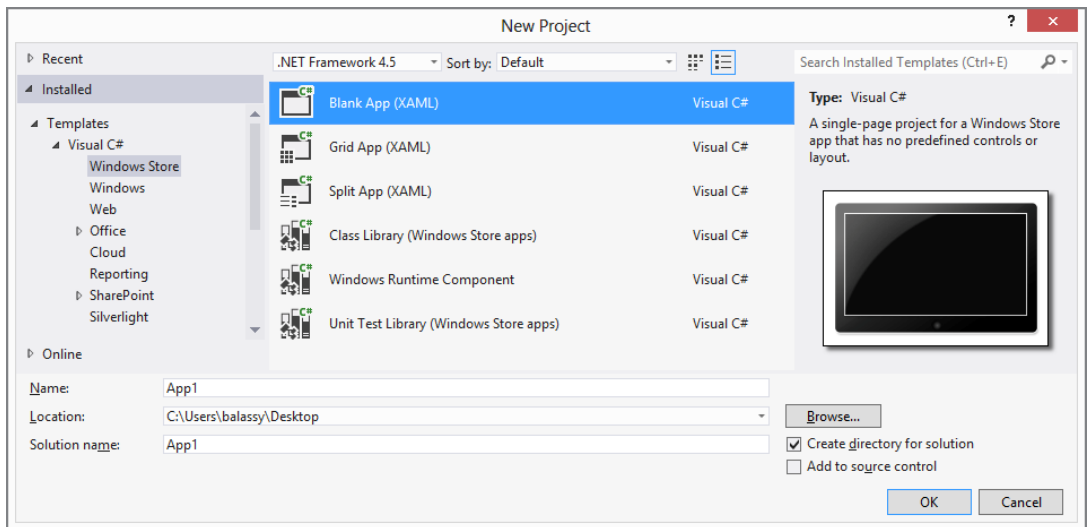 New Project
?
×
Recent
.NET Framework 4.5 Sort by: Default
Search Installed Templates (Ctrl+E)
Installed
Templates
Visual C#
Windows Store
Windows
Web
Office
Cloud
Reporting
SharePoint
Silverlight
Online
C# Blank App (XAML) Visual C#
C# Grid App (XAML) Visual C#
C# Split App (XAML) Visual C#
C# Class Library (Windows Store apps) Visual C#
C# Windows Runtime Component Visual C#
C# Unit Test Library (Windows Store apps) Visual C#
Type: Visual C#
A single-page project for a Windows Store
app that has no predefined controls or
layout.
Name: App1
Location: C:\Users\balassy\Desktop Browse...
Solution name: App1
Create directory for solution
Add to source control
OK Cancel